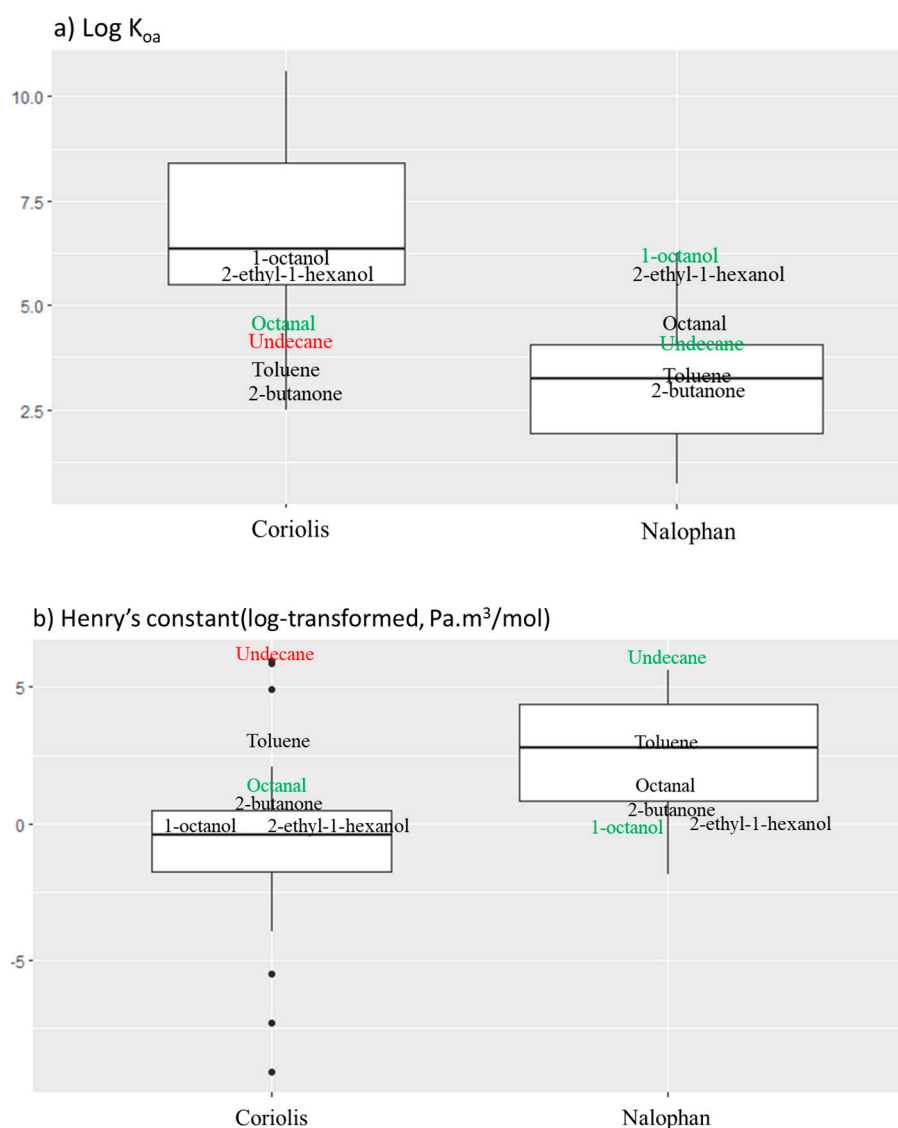 a) Log Koa
10.0
7.5
5.0
2.5
1-octanol
2-ethyl-1-hexanol
Octanal
Undecane
Toluene
2-butanone
1-octanol
2-ethyl-1-hexanol
Octanal
Undecane
Toluene
2-butanone
Coriolis
Nalophan
b) Henry’s constant(log-transformed, Pa.m³/mol)
5
0
-5
Undecane
Toluene
Octanal
2-butanone
1-octanol
2-ethyl-1-hexanol
Undecane
Toluene
Octanal
2-butanone
1-octanol
2-ethyl-1-hexanol
Coriolis
Nalophan